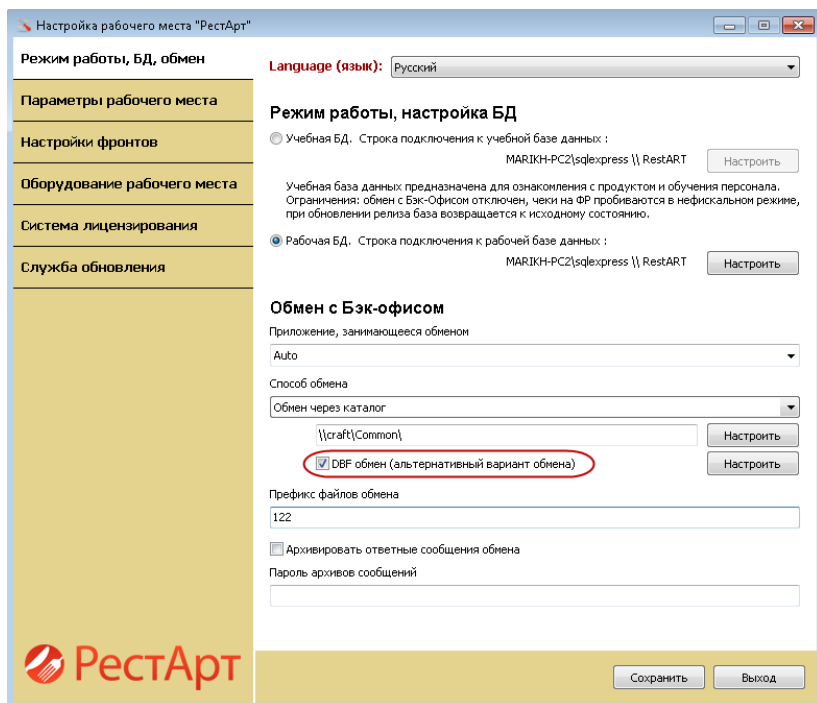 Настройка рабочего места "РестАрт"
Режим работы, БД, обмен
Параметры рабочего места
Настройки фронтов
Оборудование рабочего места
Система лицензирования
Служба обновления
РестАрт
Language (язык): Русский
Режим работы, настройка БД
Учебная БД. Строка подключения к учебной базе данных :
MARIKH-PC2\sqlexpress \\ RestART Настроить
Учебная база данных предназначена для ознакомления с продуктом и обучения персонала.
Ограничения: обмен с Бэк-Офисом отключен, чеки на ФР пробиваются в нефискальном режиме,
при обновлении релиза база возвращается к исходному состоянию.
Рабочая БД. Строка подключения к рабочей базе данных :
MARIKH-PC2\sqlexpress \\ RestART Настроить
Обмен с Бэк-офисом
Приложение, занимающееся обменом
Auto
Способ обмена
Обмен через каталог
\\craft\Common\ Настроить
DBF обмен (альтернативный вариант обмена) Настроить
Префикс файлов обмена
122
Архивировать ответные сообщения обмена
Пароль архивов сообщений
Сохранить Выход